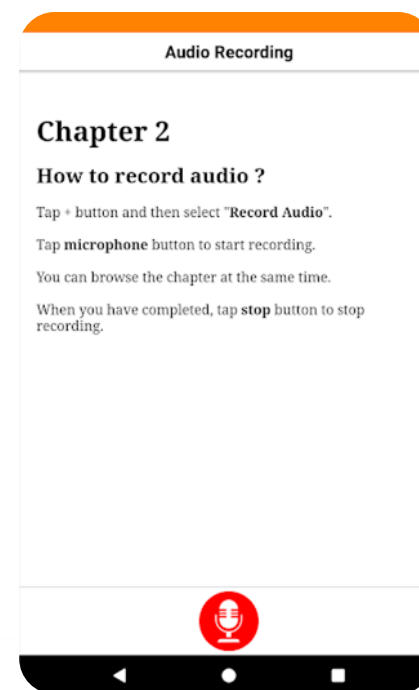 Audio Recording
Chapter 2
How to record audio ?
Tap + button and then select "Record Audio".
Tap microphone button to start recording.
You can browse the chapter at the same time.
When you have completed, tap stop button to stop
recording.